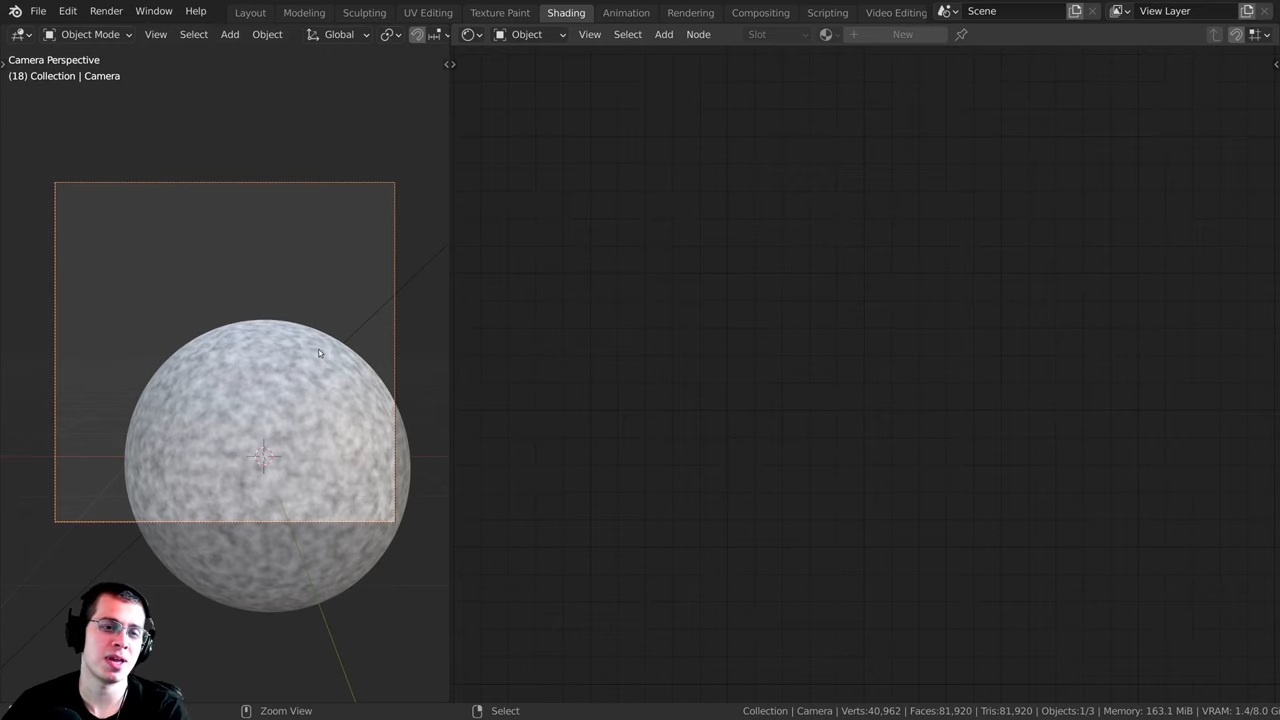 File Edit Render Window Help Layout Modeling Sculpting UV Editing Texture Paint Shading Animation Rendering Compositing Scripting Video Editing Scene View Layer
Object Mode View Select Add Object Global Object View Select Add Node Slot New
Camera Perspective
(18) Collection | Camera
Zoom View Select Collection | Camera Verts:40,962 | Faces:81,920 | Tris:81,920 | Objects:1/3 | Memory: 163.1 MiB | VRAM: 1.4/8.0 G